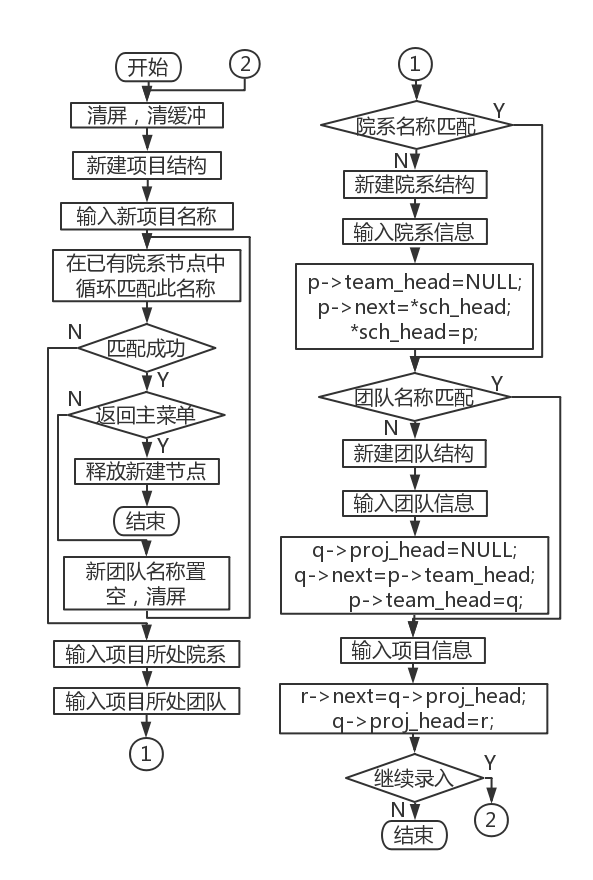 开始
2
清屏，清缓冲
新建项目结构
输入新项目名称
在已有院系节点中
循环匹配此名称
N
匹配成功
Y
N
返回主菜单
Y
释放新建节点
结束
新团队名称置
空，清屏
输入项目所处院系
输入项目所处团队
1
1
Y
院系名称匹配
N
新建院系结构
输入院系信息
p->team_head=NULL;
p->next=*sch_head;
*sch_head=p;
Y
团队名称匹配
N
新建团队结构
输入团队信息
q->proj_head=NULL;
q->next=p->team_head;
p->team_head=q;
输入项目信息
r->next=q->proj_head;
q->proj_head=r;
Y
继续录入
N
2
结束